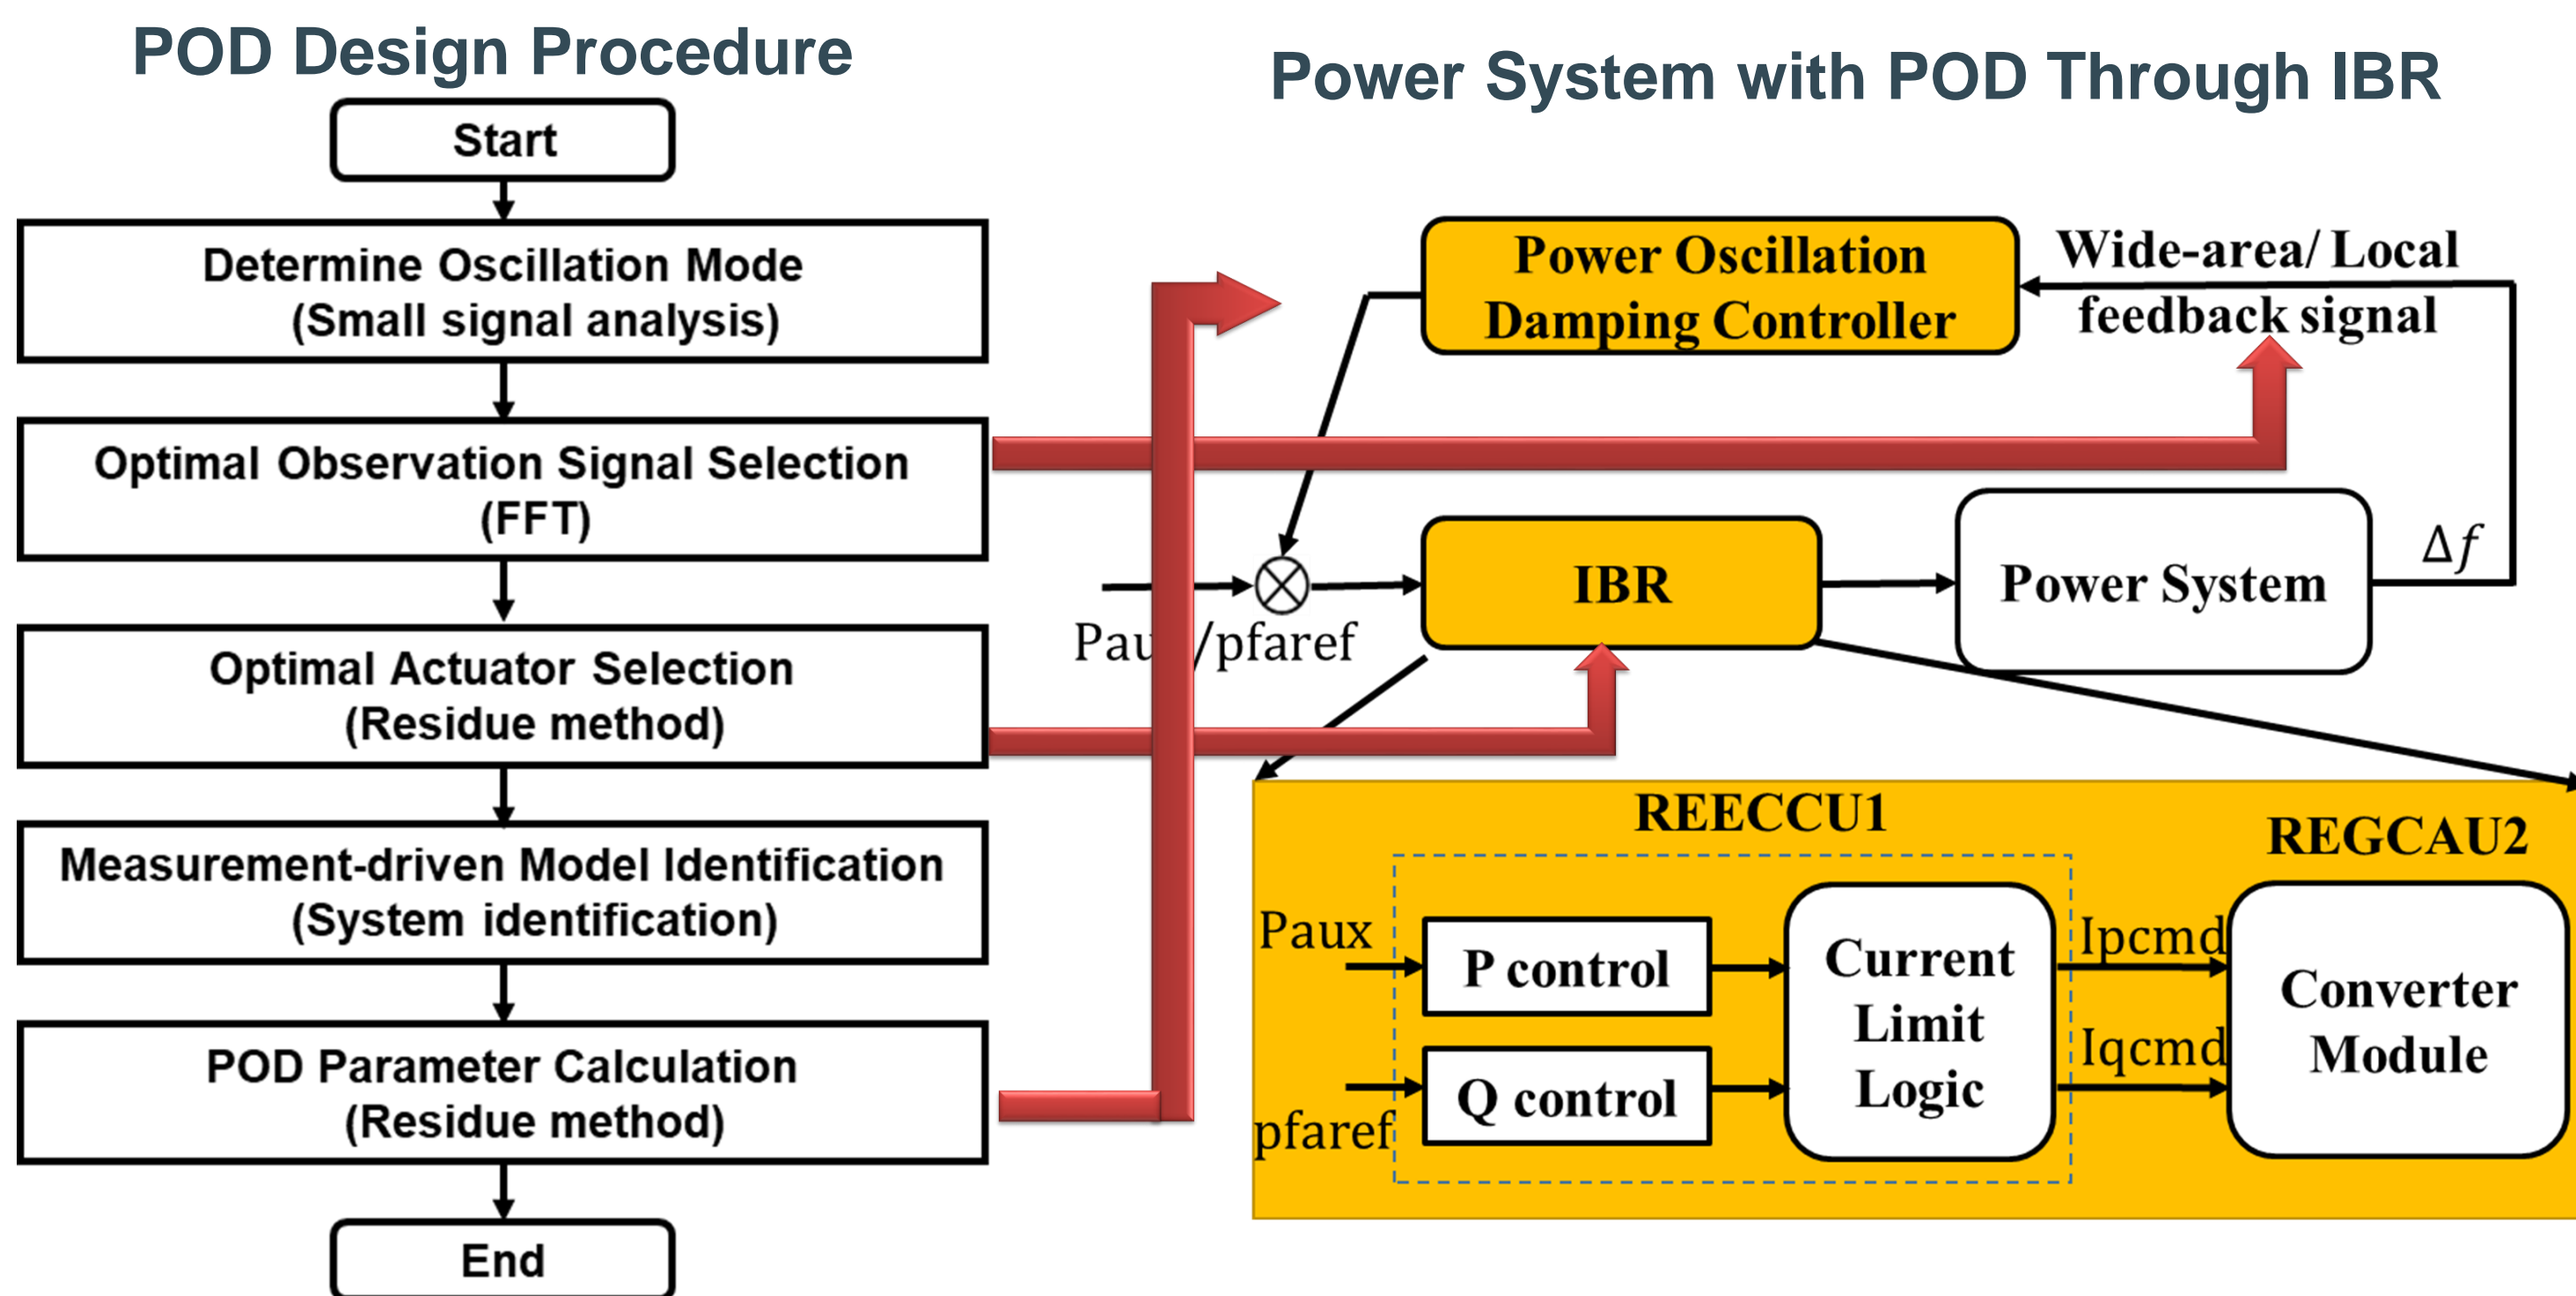 POD Design Procedure
Start
Determine Oscillation Mode
(Small signal analysis)
Optimal Observation Signal Selection
(FFT)
Optimal Actuator Selection
(Residue method)
Measurement-driven Model Identification
(System identification)
POD Parameter Calculation
(Residue method)
End
Power System with POD Through IBR
Power Oscillation
Damping Controller
Wide-area/ Local
feedback signal
/pfaref
IBR
Power System
Δf
REECCU1
REGCAU2
Paux
P control
pfaref
Q control
Current
Limit
Logic
Ipcmd
Iqcmd
Converter
Module